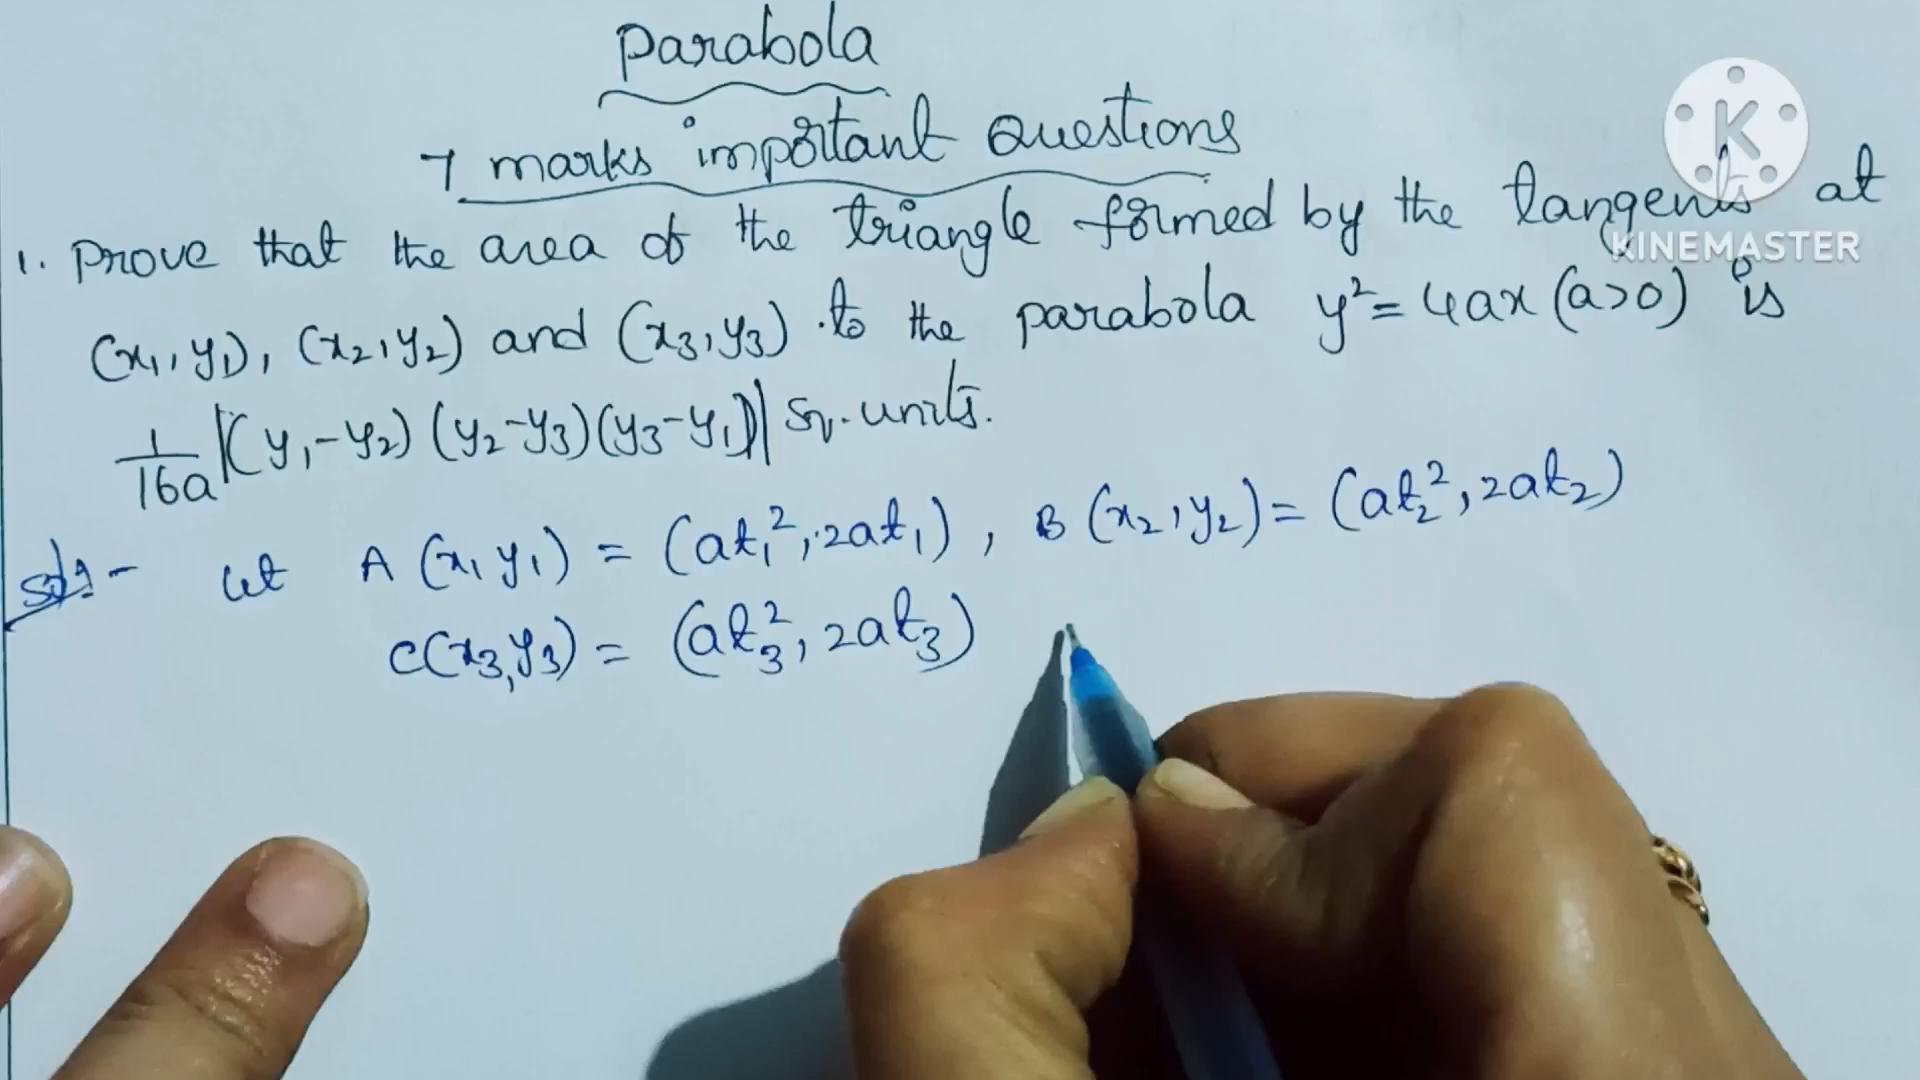 Parabola
7 marks important Questions
1. Prove that the area of the triangle formed by the tangents at
(x₁, y₁), (x₂, y₂) and (x₃, y₃) to the parabola y² = 4ax (a>0) is
1/16a |(y₁-y₂) (y₂-y₃)(y₃-y₁)| Sq. units.
Sol:- Let A (x₁ y₁) = (at₁², 2at₁), B (x₂, y₂) = (at₂², 2at₂)
C(x₃, y₃) = (at₃², 2at₃)
K
KINEMASTER